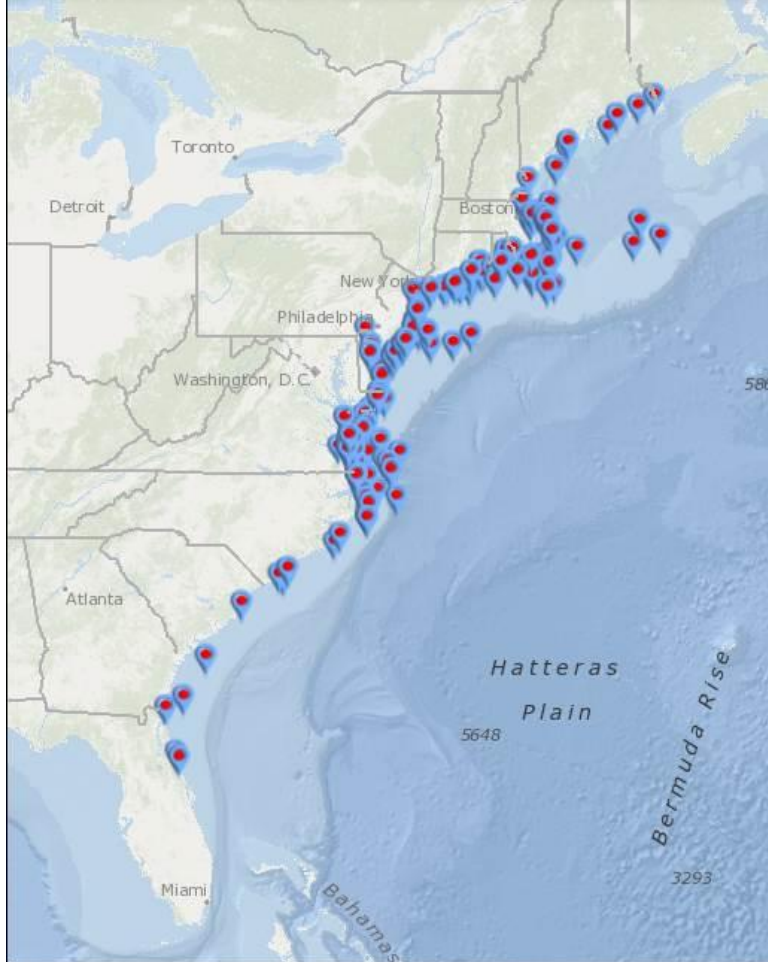 Toronto
Detroit
Boston
New York
Philadelphia
Washington, D.C.
Atlanta
Hatteras
Plain
5648
Bermuda Rise
3293
Miami
Bahamas